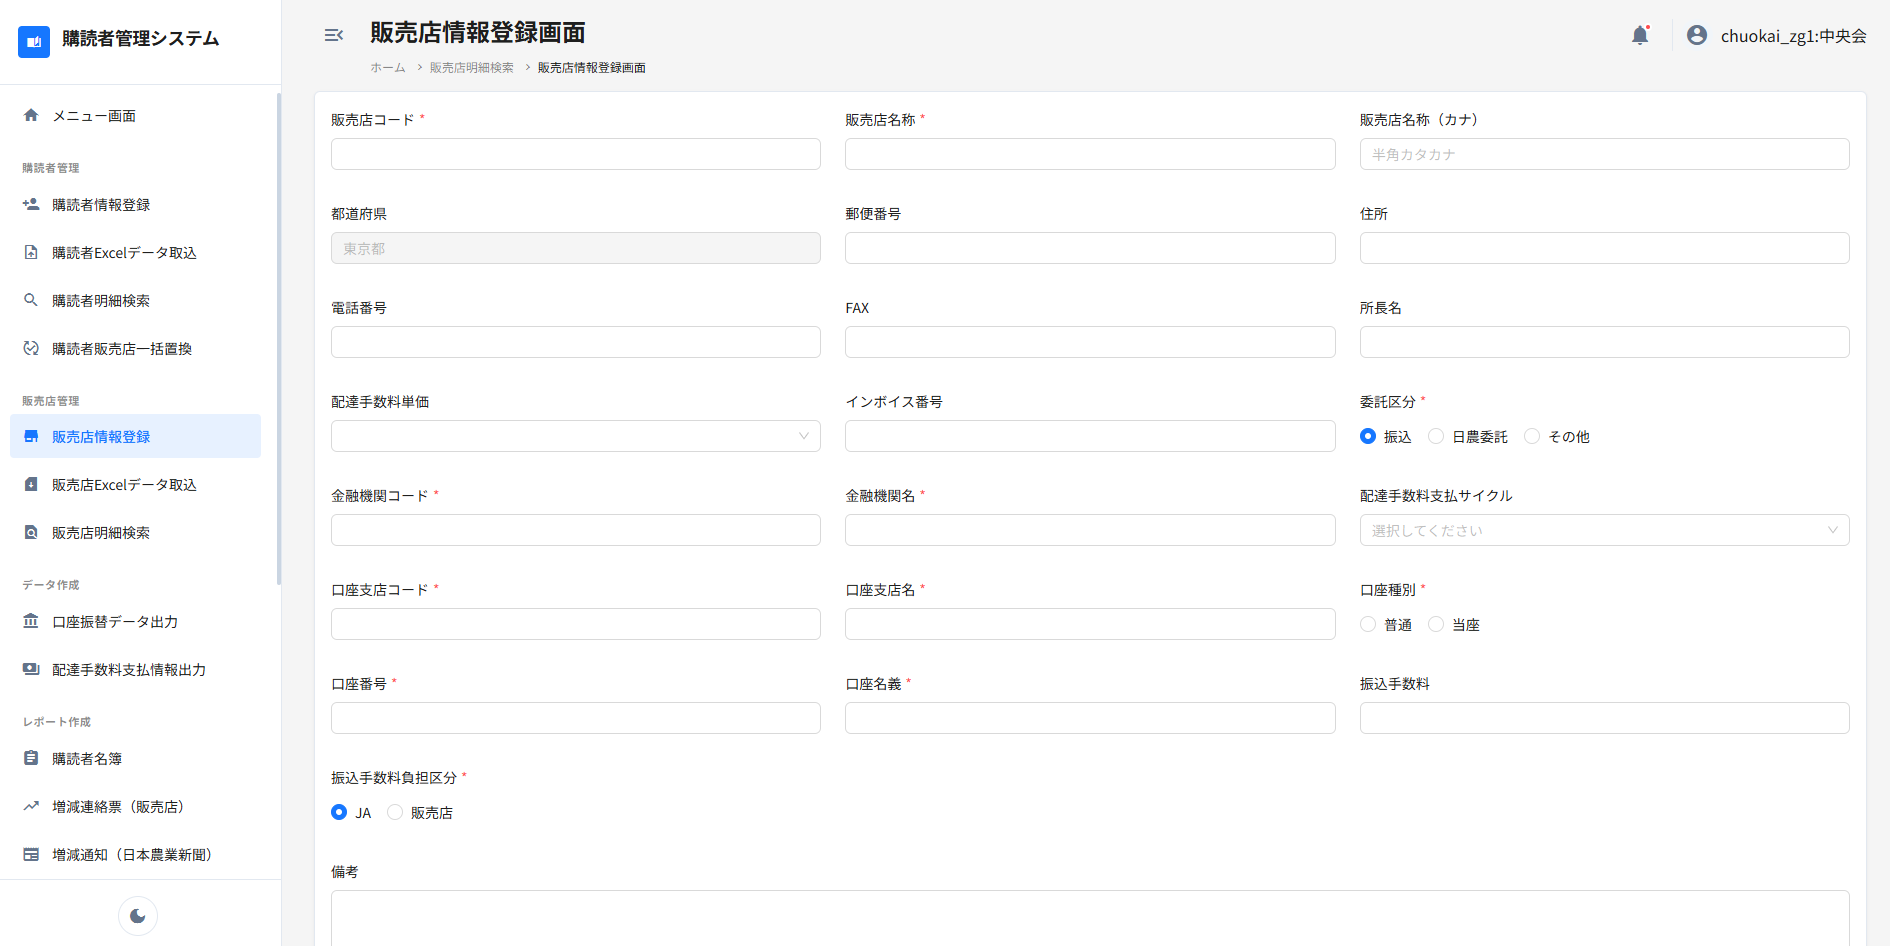 購読者管理システム
メニュー画面
購読者管理
購読者情報登録
購読者Excelデータ取込
購読者明細検索
購読者販売店一括置換
販売店管理
販売店情報登録
販売店Excelデータ取込
販売店明細検索
データ作成
口座振替データ出力
配達手数料支払情報出力
レポート作成
購読者名簿
増減連絡票（販売店）
増減通知（日本農業新聞）
販売店情報登録画面
chuokai_zg1:中央会
ホーム > 販売店明細検索 > 販売店情報登録画面
販売店コード * 販売店名称 * 販売店名称（カナ）
半角カタカナ
都道府県 郵便番号 住所
東京都
電話番号 FAX 所長名
配達手数料単価 インボイス番号 委託区分 *
振込 日農委託 その他
金融機関コード * 金融機関名 * 配達手数料支払サイクル
選択してください
口座支店コード * 口座支店名 * 口座種別 *
普通 当座
口座番号 * 口座名義 * 振込手数料
振込手数料負担区分 *
JA 販売店
備考